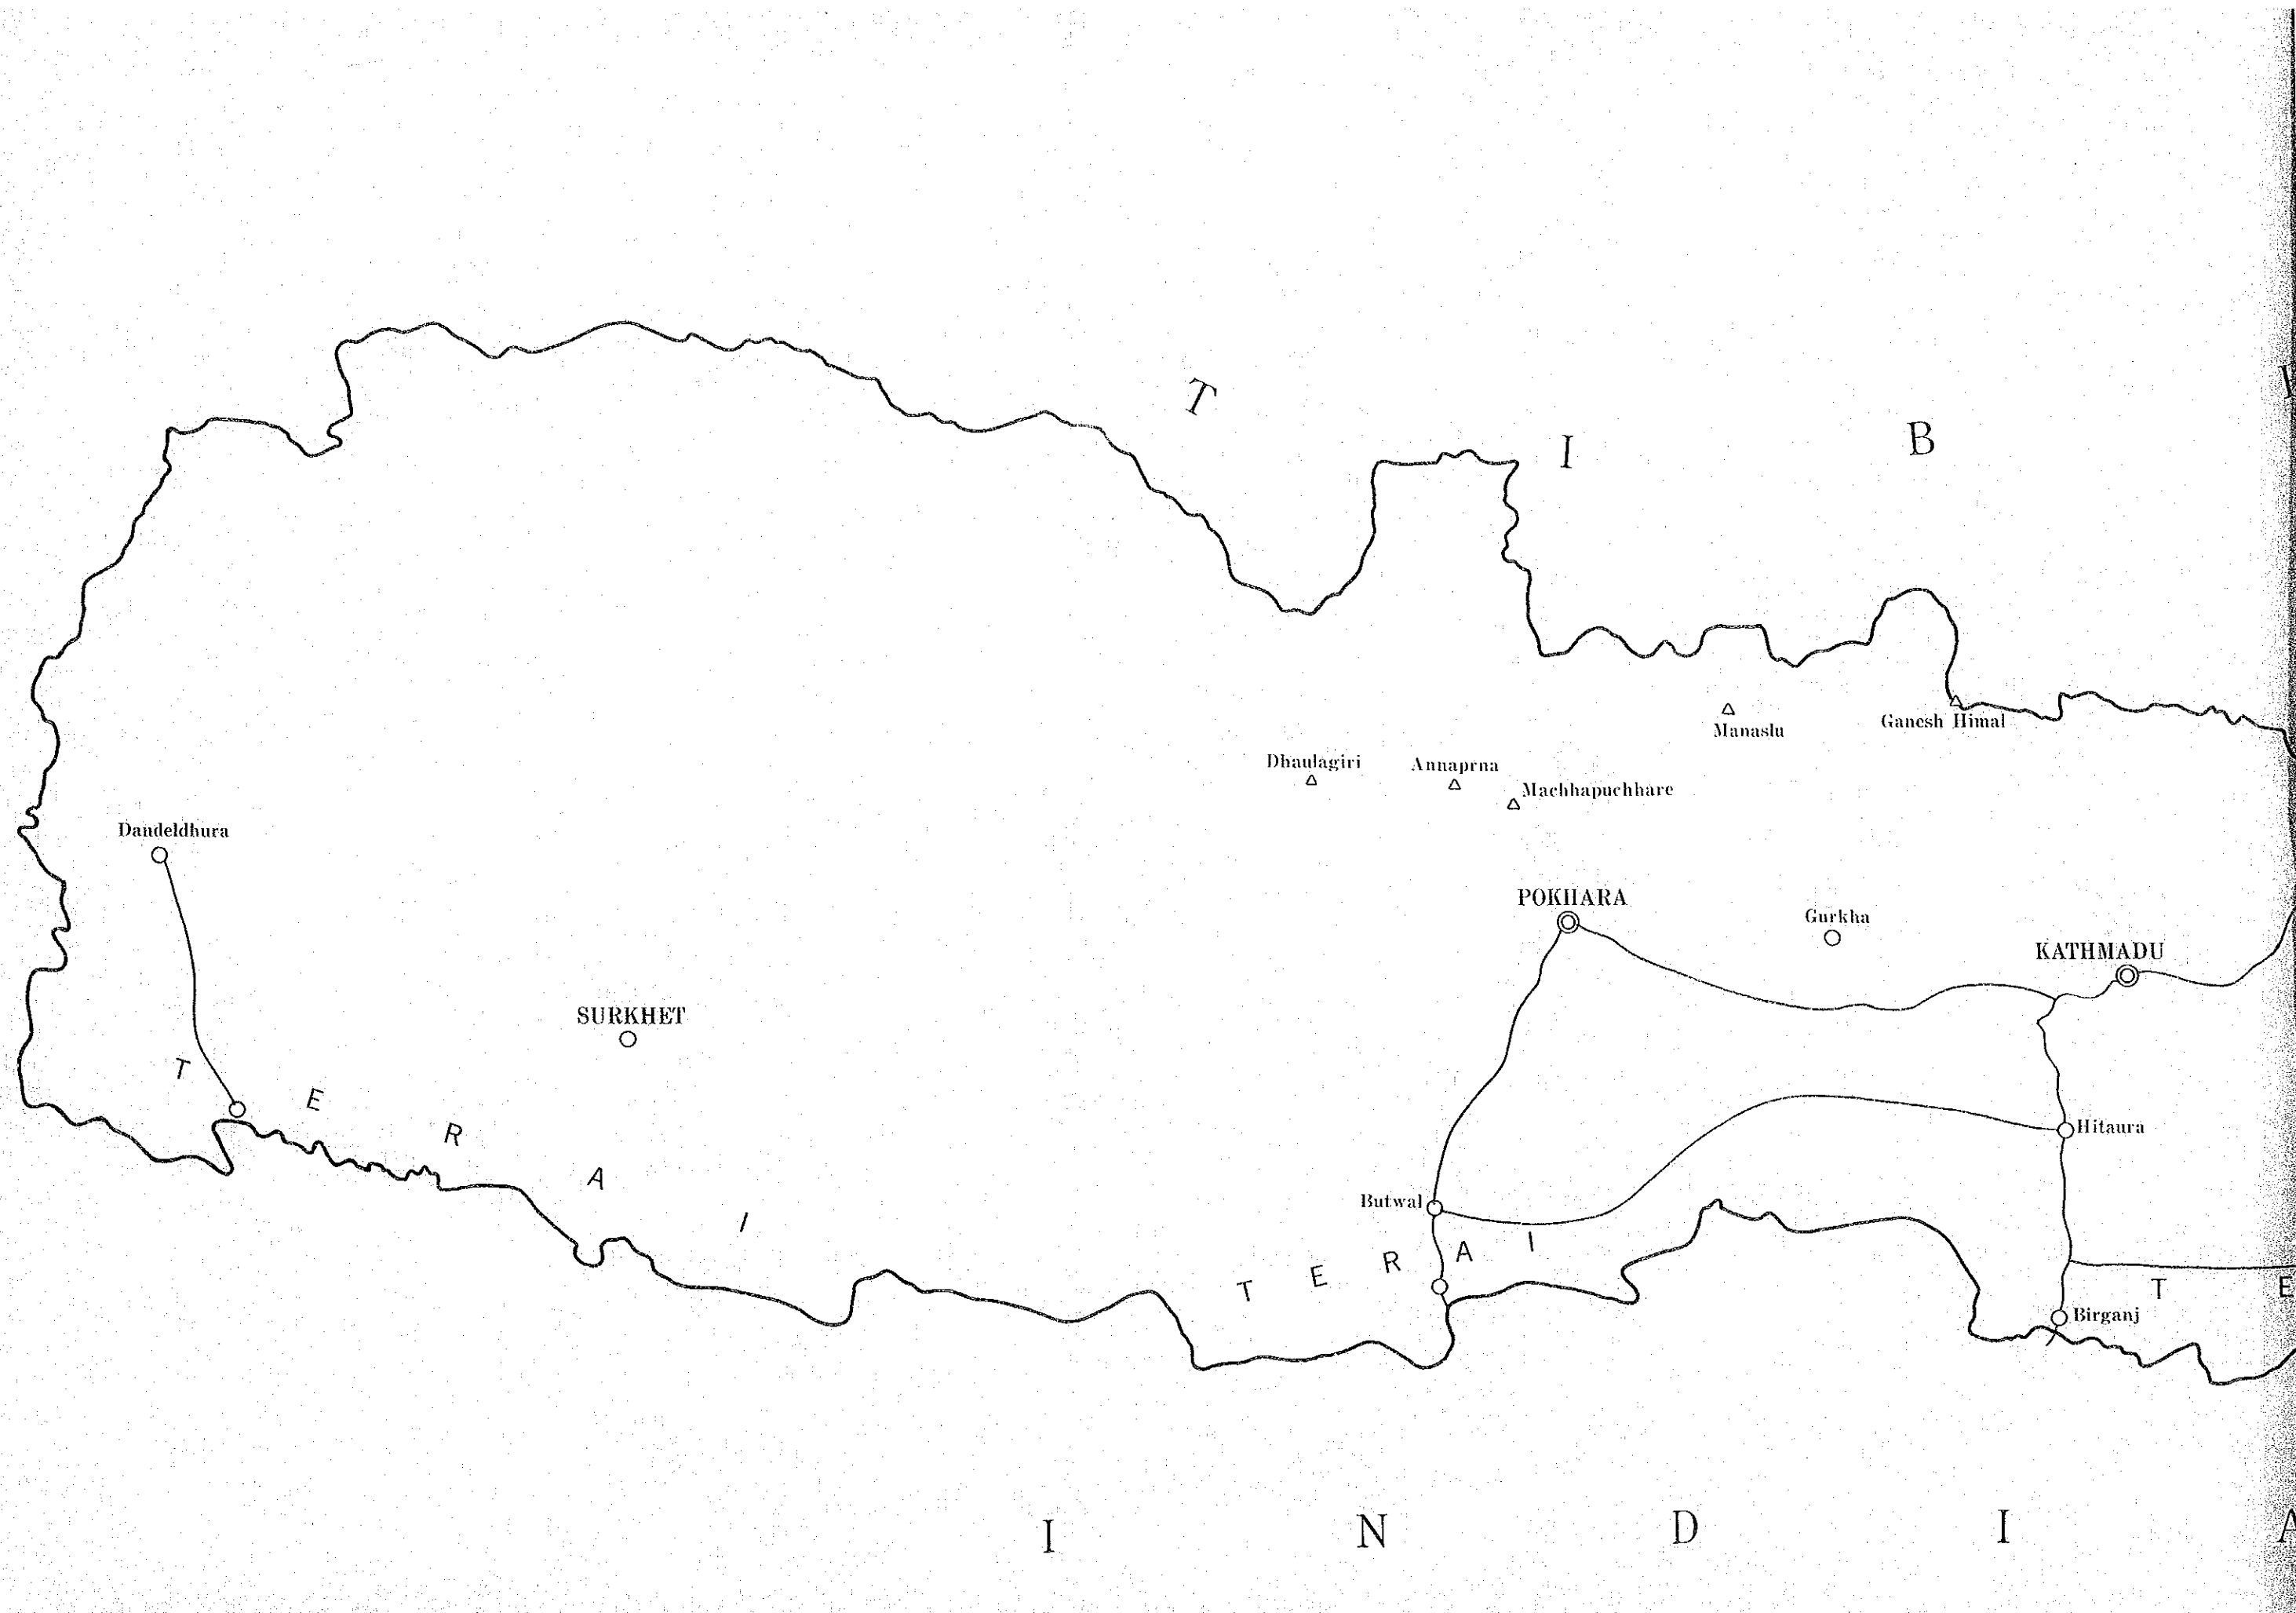 T I B
Manaslu
Ganesh Himal
Dhaulagiri
Annaprna
Machhapuchhare
Dandeldhura
POKHARA
Gurkha
KATHMADU
SURKHET
T E R A I
Hitaura
Butwal
T E R A I
T E
Birganj
I N D I A